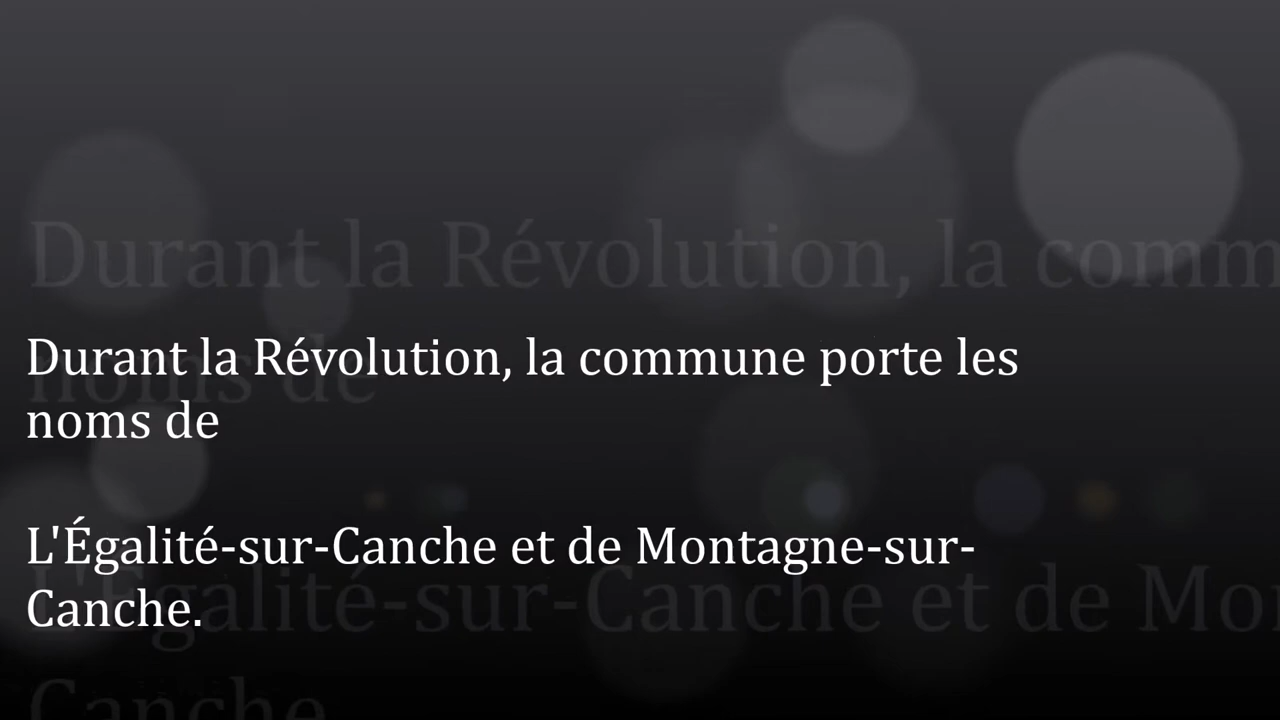 Durant la Révolution, la commune porte les
noms de
L'Égalité-sur-Canche et de Montagne-sur-
Canche.